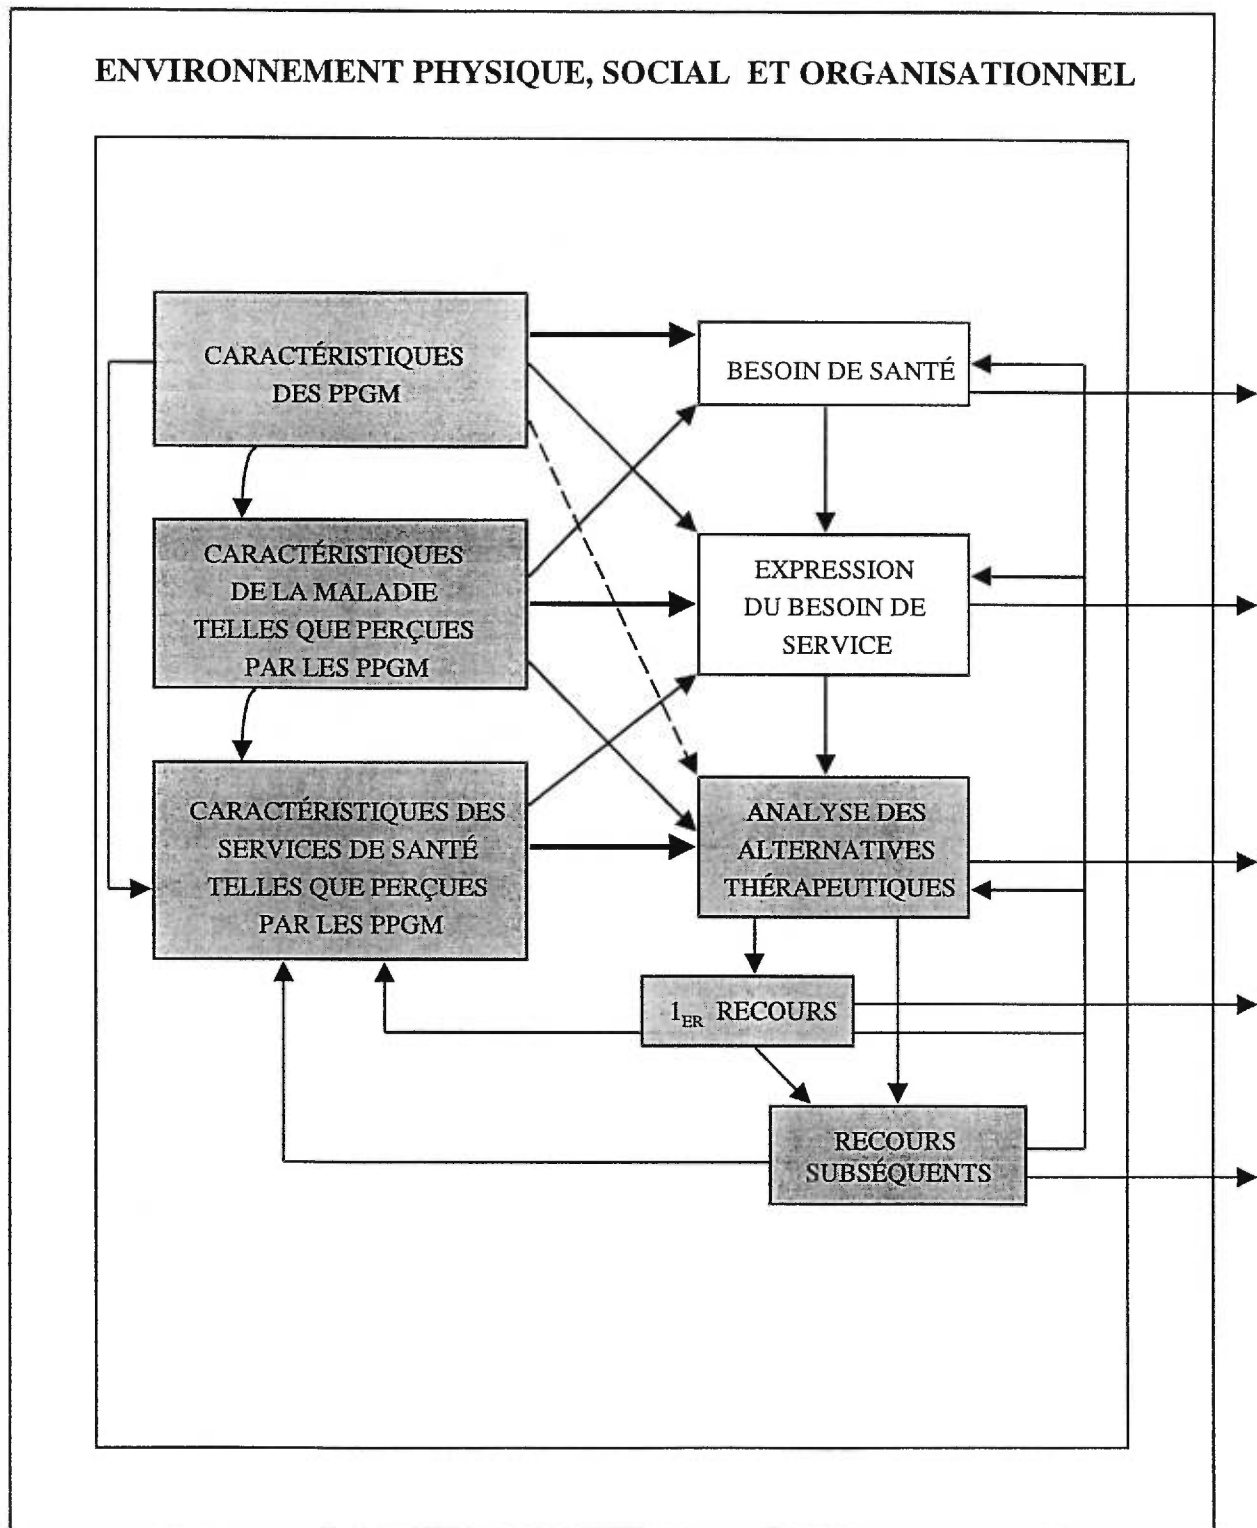 ENVIRONNEMENT PHYSIQUE, SOCIAL ET ORGANISATIONNEL
CARACTÉRISTIQUES
DES PPGM
BESOIN DE SANTÉ
CARACTÉRISTIQUES
DE LA MALADIE
TELLES QUE PERÇUES
PAR LES PPGM
EXPRESSION
DU BESOIN DE
SERVICE
CARACTÉRISTIQUES DES
SERVICES DE SANTÉ
TELLES QUE PERÇUES
PAR LES PPGM
ANALYSE DES
ALTERNATIVES
THÉRAPEUTIQUES
1ER RECOURS
RECOURS
SUBSÉQUENTS